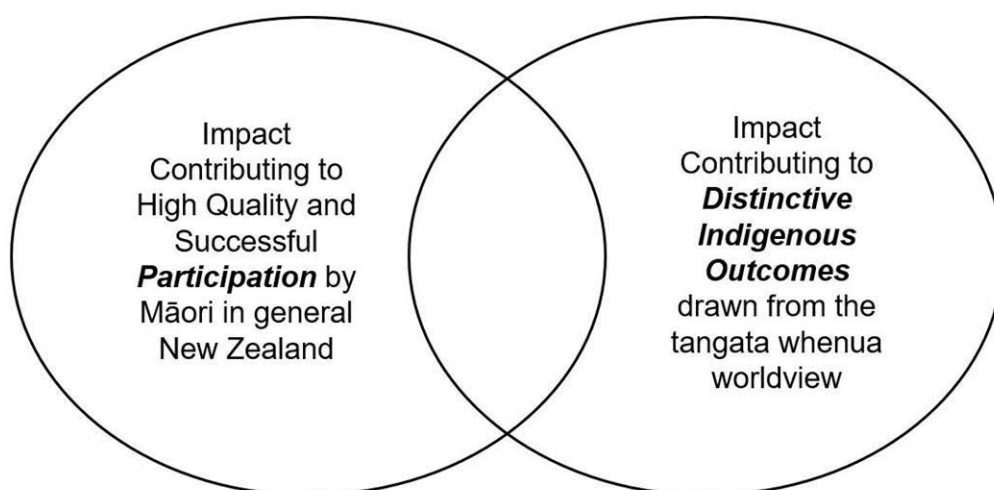 Impact
Contributing to
High Quality and
Successful
Participation by
Māori in general
New Zealand
Impact
Contributing to
Distinctive
Indigenous
Outcomes
drawn from the
tangata whenua
worldview